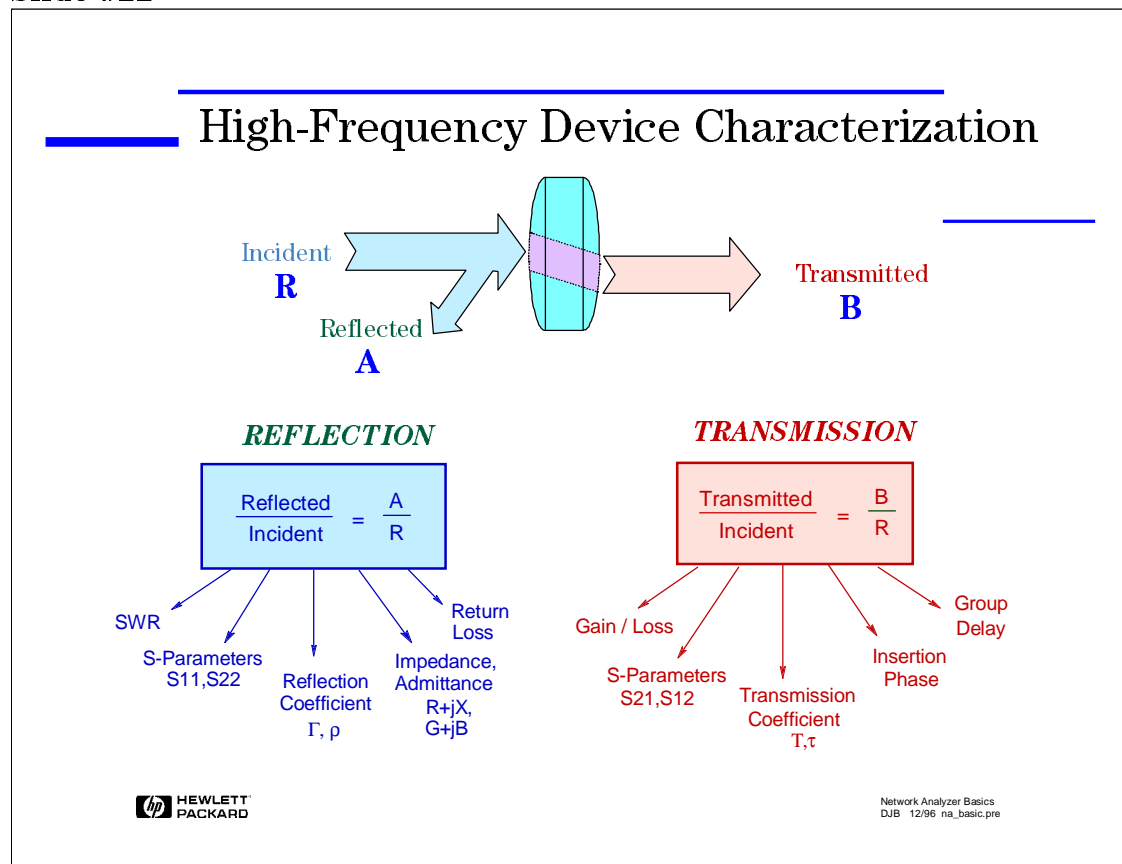 High-Frequency Device Characterization
Incident
R
Reflected
A
Transmitted
B
REFLECTION
Reflected
Incident
=
A
R
SWR
S-Parameters
S11,S22
Reflection
Coefficient
Γ, ρ
Impedance,
Admittance
R+jX,
G+jB
Return
Loss
TRANSMISSION
Transmitted
Incident
=
B
R
Gain / Loss
S-Parameters
S21,S12
Transmission
Coefficient
T,τ
Insertion
Phase
Group
Delay
hp HEWLETT
PACKARD
Network Analyzer Basics
DJB 12/96 na_basic.pre